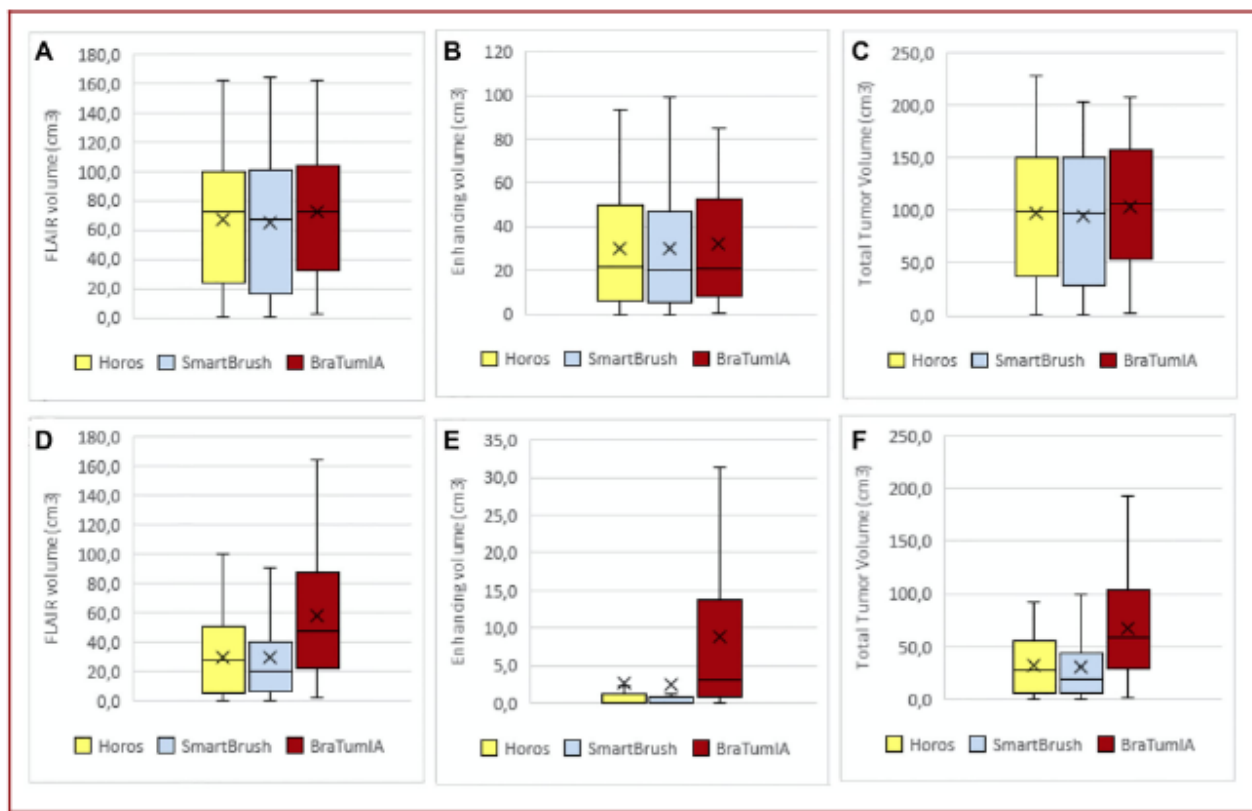 A
FLAIR volume (cm3)
180,0
160,0
140,0
120,0
100,0
80,0
60,0
40,0
20,0
0,0
Horos SmartBrush BraTumIA
B
Enhancing volume (cm3)
120
100
80
60
40
20
0
Horos SmartBrush BraTumIA
C
Total Tumor Volume (cm3)
250,0
200,0
150,0
100,0
50,0
0,0
Horos SmartBrush BraTumIA
D
FLAIR volume (cm3)
180,0
160,0
140,0
120,0
100,0
80,0
60,0
40,0
20,0
0,0
Horos SmartBrush BraTumIA
E
Enhancing volume (cm3)
35,0
30,0
25,0
20,0
15,0
10,0
5,0
0,0
Horos SmartBrush BraTumIA
F
Total Tumor Volume (cm3)
250,0
200,0
150,0
100,0
50,0
0,0
Horos SmartBrush BraTumIA